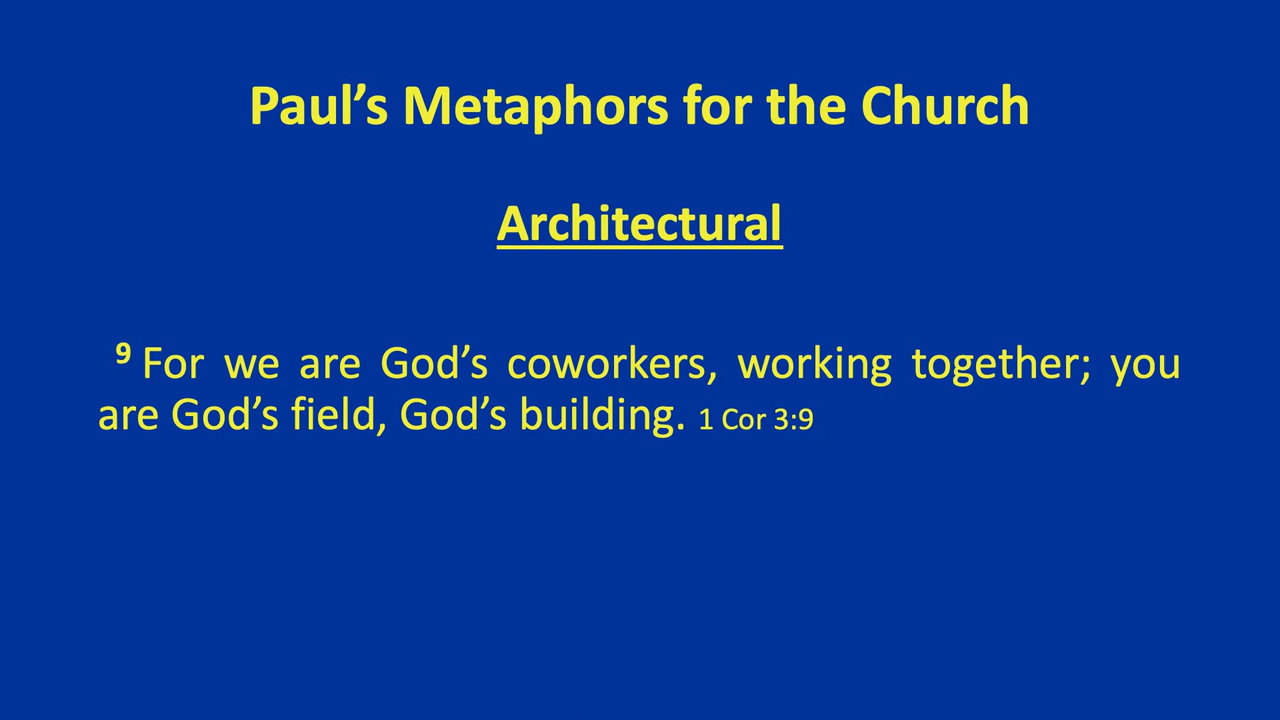 Paul’s Metaphors for the Church
Architectural
9 For we are God’s coworkers, working together; you
are God’s field, God’s building. 1 Cor 3:9